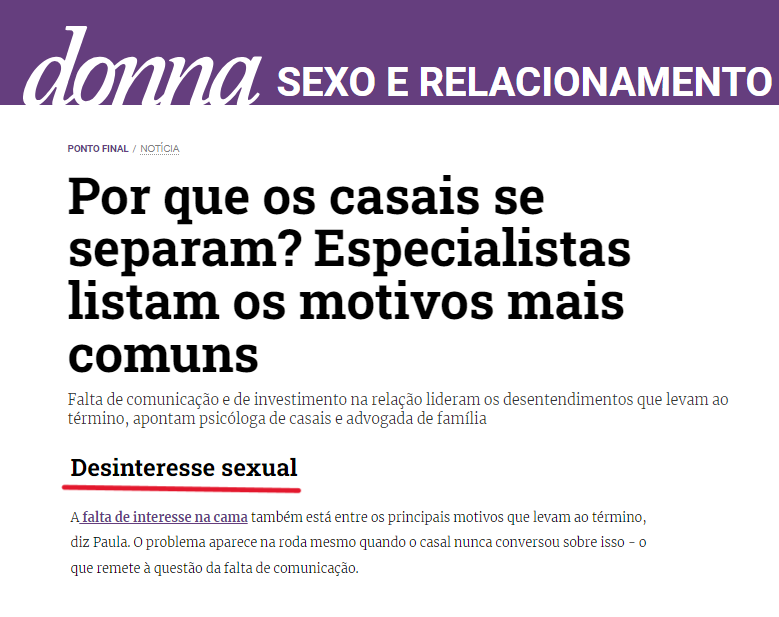 donna SEXO E RELACIONAMENTO
PONTO FINAL / NOTÍCIA
Por que os casais se
separam? Especialistas
listam os motivos mais
comuns
Falta de comunicação e de investimento na relação lideram os desentendimentos que levam ao
término, apontam psicóloga de casais e advogada de família
Desinteresse sexual
A falta de interesse na cama também está entre os principais motivos que levam ao término,
diz Paula. O problema aparece na roda mesmo quando o casal nunca conversou sobre isso - o
que remete à questão da falta de comunicação.